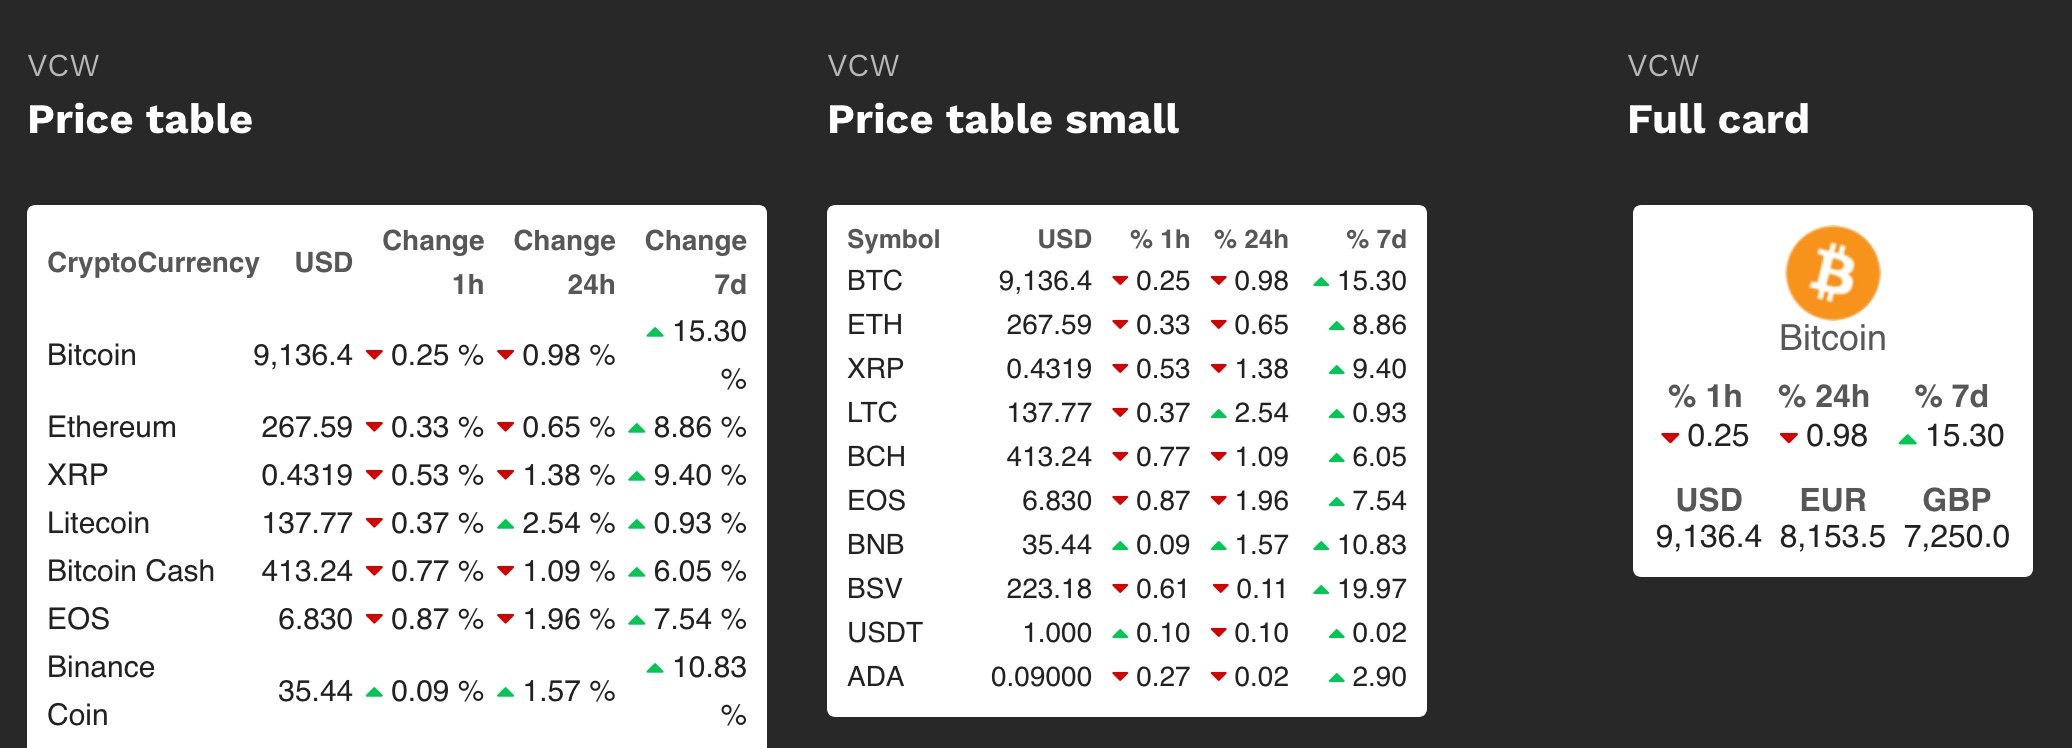 VCW
Price table
CryptoCurrency USD Change 1h Change 24h Change 7d
Bitcoin 9,136.4 ▼ 0.25 % ▼ 0.98 % ▲ 15.30 %
Ethereum 267.59 ▼ 0.33 % ▼ 0.65 % ▲ 8.86 %
XRP 0.4319 ▼ 0.53 % ▼ 1.38 % ▲ 9.40 %
Litecoin 137.77 ▼ 0.37 % ▲ 2.54 % ▲ 0.93 %
Bitcoin Cash 413.24 ▼ 0.77 % ▼ 1.09 % ▲ 6.05 %
EOS 6.830 ▼ 0.87 % ▼ 1.96 % ▲ 7.54 %
Binance Coin 35.44 ▲ 0.09 % ▲ 1.57 % ▲ 10.83 %
VCW
Price table small
Symbol USD % 1h % 24h % 7d
BTC 9,136.4 ▼ 0.25 ▼ 0.98 ▲ 15.30
ETH 267.59 ▼ 0.33 ▼ 0.65 ▲ 8.86
XRP 0.4319 ▼ 0.53 ▼ 1.38 ▲ 9.40
LTC 137.77 ▼ 0.37 ▲ 2.54 ▲ 0.93
BCH 413.24 ▼ 0.77 ▼ 1.09 ▲ 6.05
EOS 6.830 ▼ 0.87 ▼ 1.96 ▲ 7.54
BNB 35.44 ▲ 0.09 ▲ 1.57 ▲ 10.83
BSV 223.18 ▼ 0.61 ▼ 0.11 ▲ 19.97
USDT 1.000 ▲ 0.10 ▼ 0.10 ▲ 0.02
ADA 0.09000 ▼ 0.27 ▼ 0.02 ▲ 2.90
VCW
Full card
Bitcoin
% 1h % 24h % 7d
▼ 0.25 ▼ 0.98 ▲ 15.30
USD EUR GBP
9,136.4 8,153.5 7,250.0